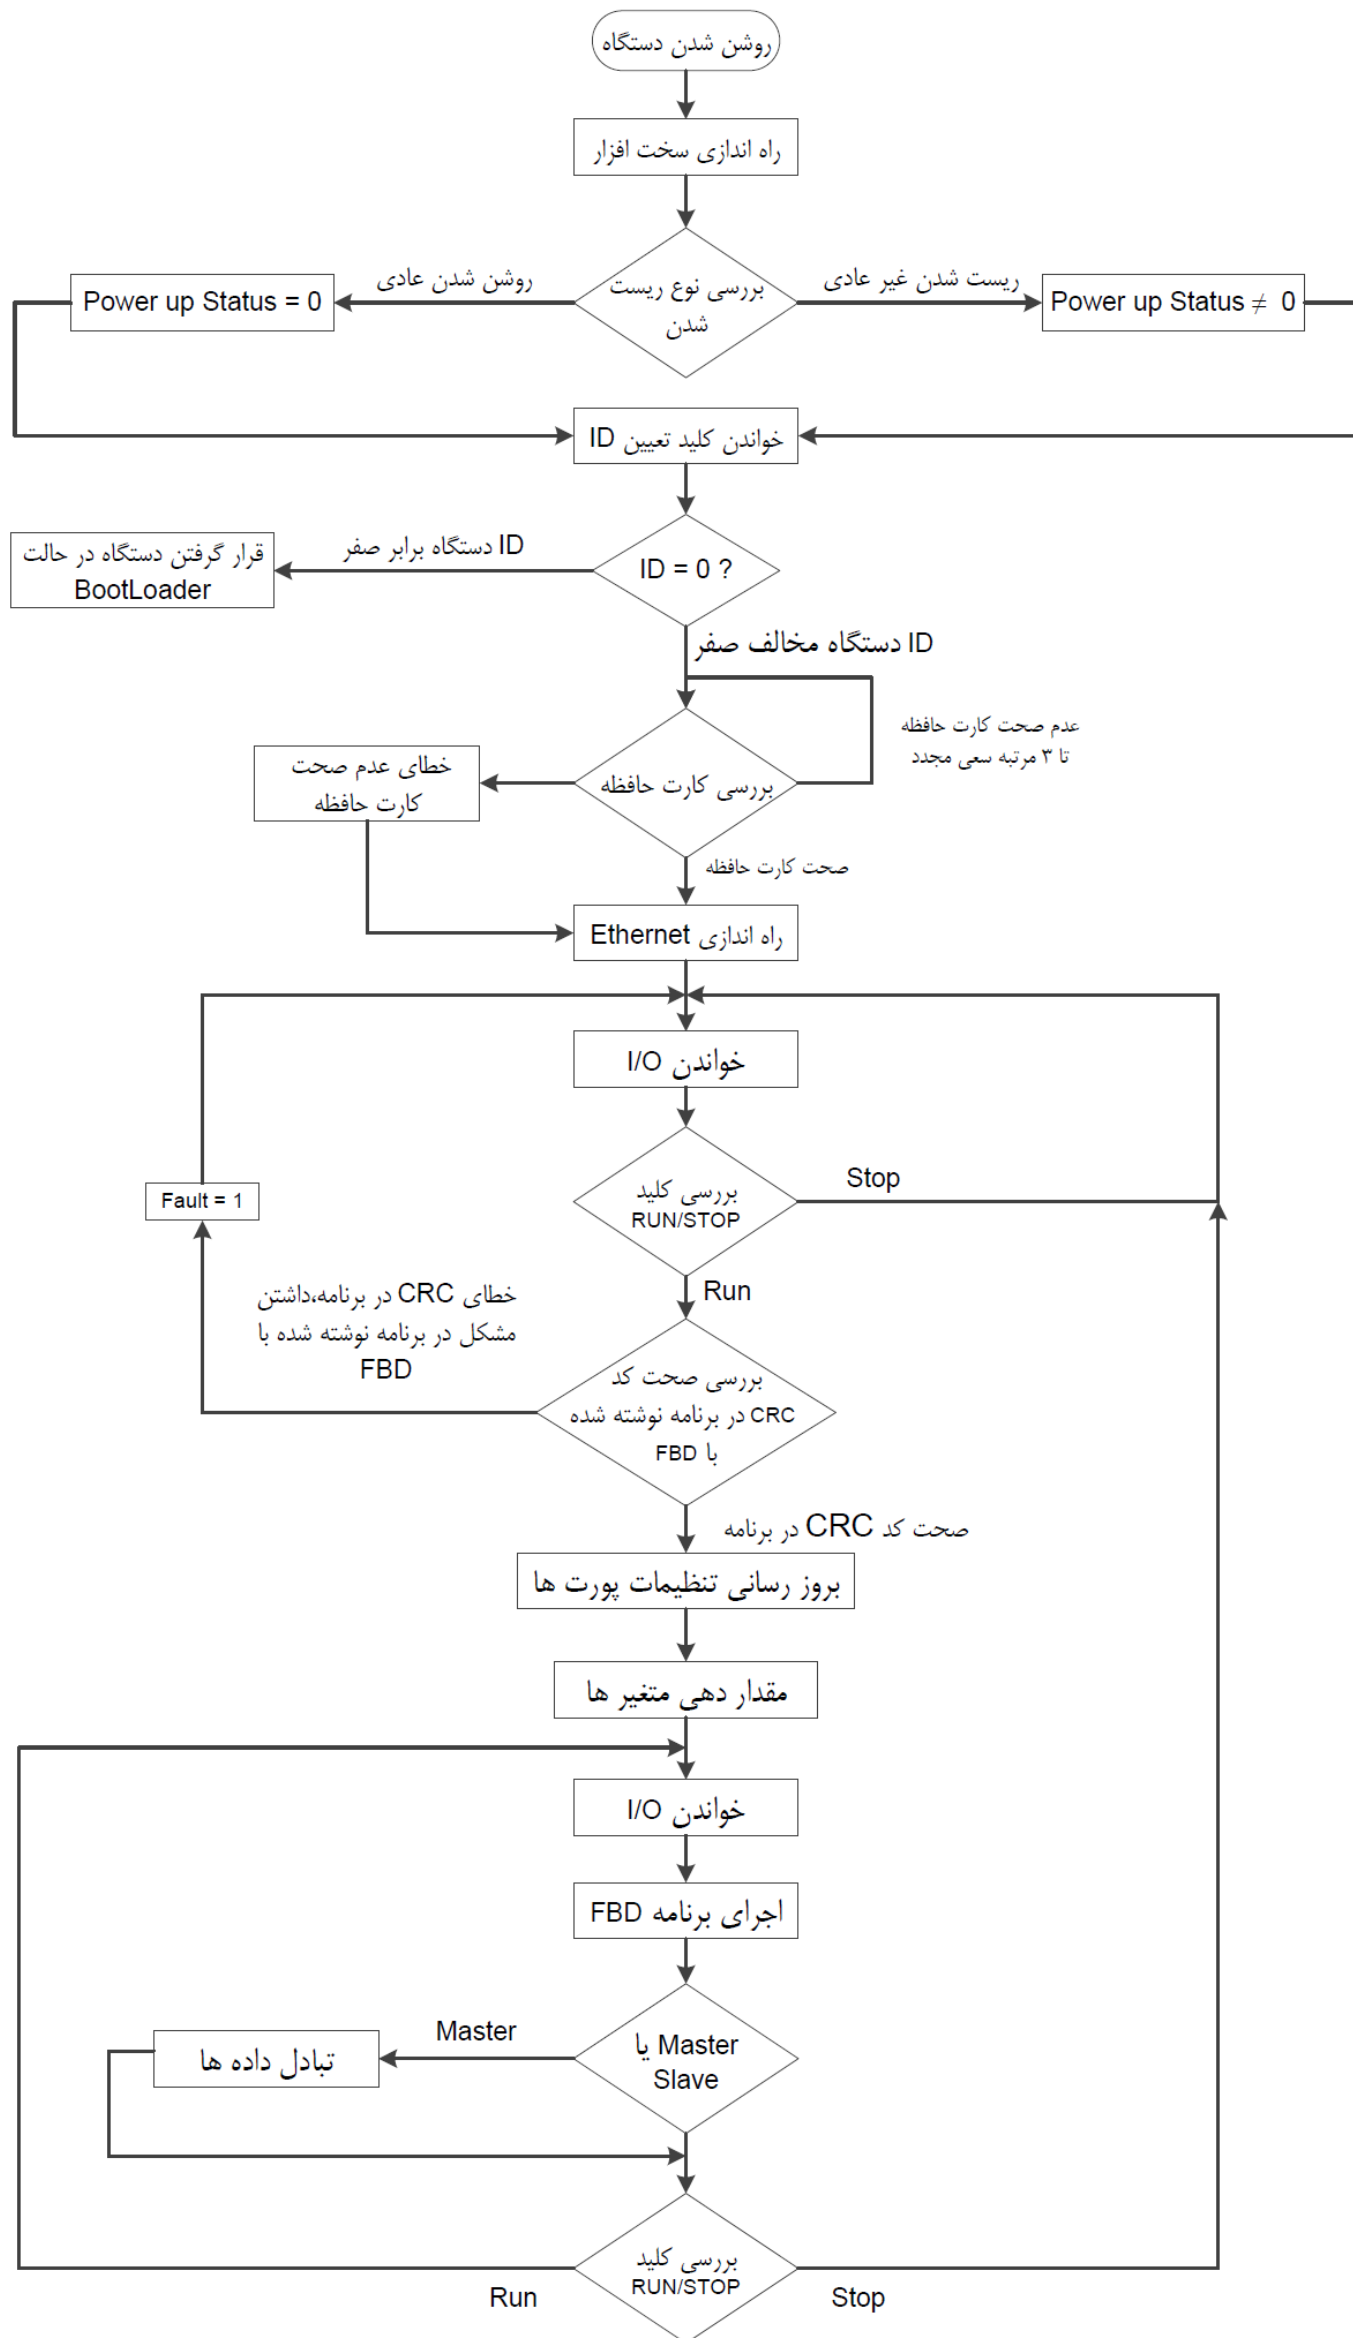 روشن شدن دستگاه
راه اندازی سخت افزار
روشن شدن عادی
ریست شدن غیر عادی
Power up Status = 0
بررسی نوع ریست
شدن
Power up Status ≠ 0
خواندن کلید تعیین ID
ID دستگاه برابر صفر
قرار گرفتن دستگاه در حالت
BootLoader
ID = 0 ?
ID دستگاه مخالف صفر
عدم صحت کارت حافظه
تا ۳ مرتبه سعی مجدد
خطای عدم صحت
کارت حافظه
بررسی کارت حافظه
صحت کارت حافظه
راه اندازی Ethernet
خواندن I/O
Stop
بررسی کلید
RUN/STOP
Fault = 1
Run
خطای CRC در برنامه،داشتن
مشکل در برنامه نوشته شده با
FBD
بررسی صحت کد
CRC در برنامه نوشته شده
با FBD
صحت کد CRC در برنامه
بروز رسانی تنظیمات پورت ها
مقدار دهی متغیر ها
خواندن I/O
اجرای برنامه FBD
Master
Master یا
Slave
تبادل داده ها
بررسی کلید
RUN/STOP
Run
Stop